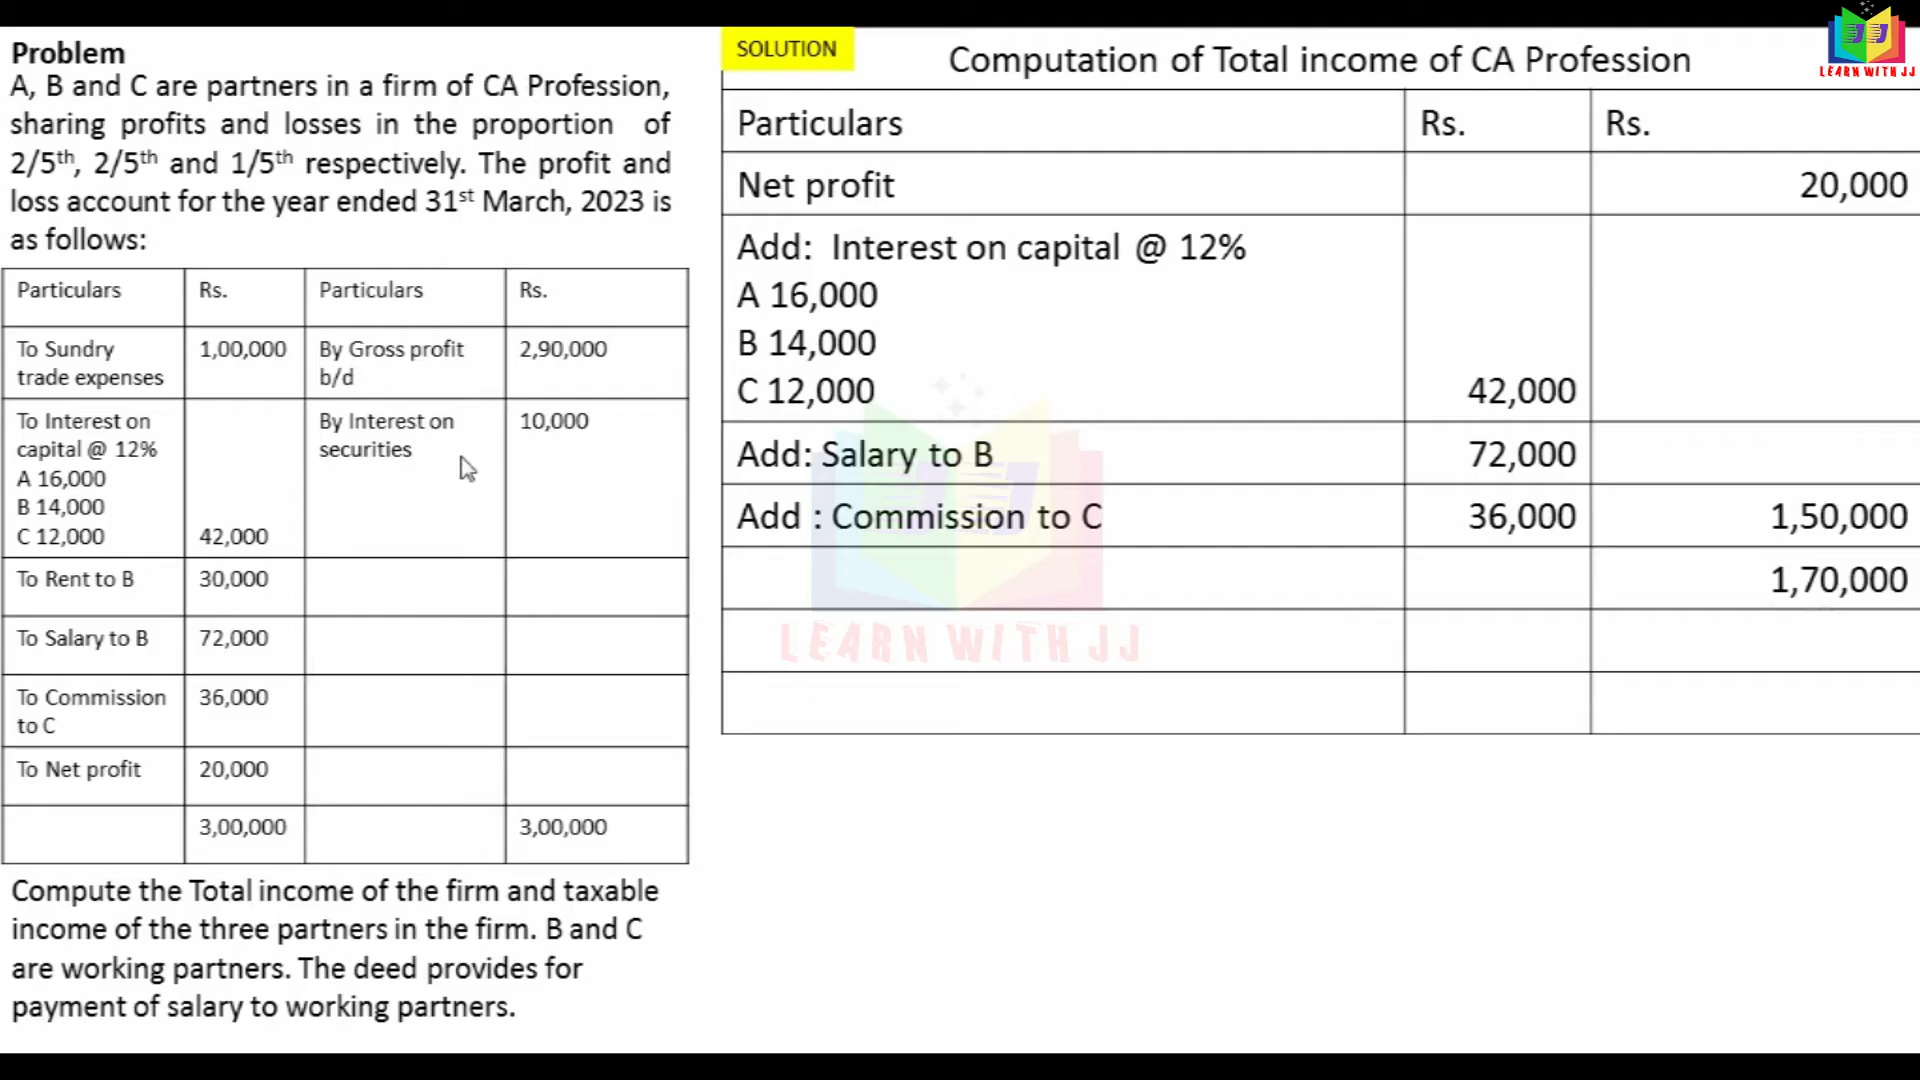 Problem
A, B and C are partners in a firm of CA Profession,
sharing profits and losses in the proportion of
2/5th, 2/5th and 1/5th respectively. The profit and
loss account for the year ended 31st March, 2023 is
as follows:
Particulars Rs. Particulars Rs.
To Sundry 1,00,000 By Gross profit 2,90,000
trade expenses b/d
To Interest on By Interest on 10,000
capital @ 12% securities
A 16,000
B 14,000
C 12,000 42,000
To Rent to B 30,000
To Salary to B 72,000
To Commission 36,000
to C
To Net profit 20,000
3,00,000 3,00,000
Compute the Total income of the firm and taxable
income of the three partners in the firm. B and C
are working partners. The deed provides for
payment of salary to working partners.
SOLUTION
Computation of Total income of CA Profession
Particulars Rs. Rs.
Net profit 20,000
Add: Interest on capital @ 12%
A 16,000
B 14,000
C 12,000 42,000
Add: Salary to B 72,000
Add : Commission to C 36,000 1,50,000
1,70,000
LEARN WITH JJ
JJ
LEARN WITH JJ